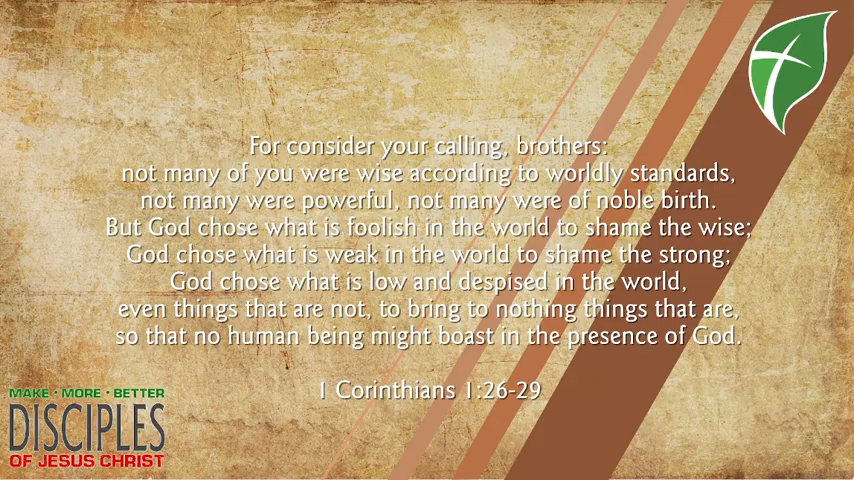 For consider your calling, brothers:
not many of you were wise according to worldly standards,
not many were powerful, not many were of noble birth.
But God chose what is foolish in the world to shame the wise;
God chose what is weak in the world to shame the strong;
God chose what is low and despised in the world,
even things that are not, to bring to nothing things that are,
so that no human being might boast in the presence of God.
1 Corinthians 1:26-29
MAKE · MORE · BETTER
DISCIPLES
OF JESUS CHRIST